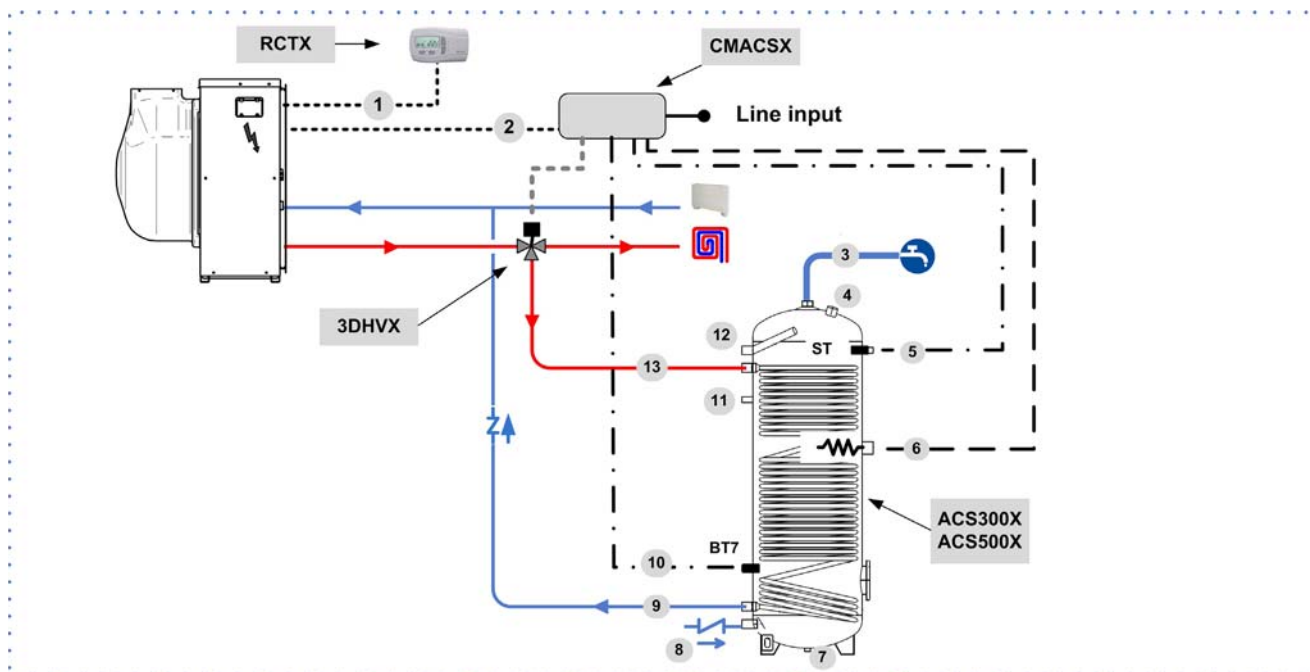 RCTX
CMACSX
1
2
Line input
3
4
3DHVX
12
ST
5
13
11
6
ACS300X
ACS500X
BT7
10
9
8
7